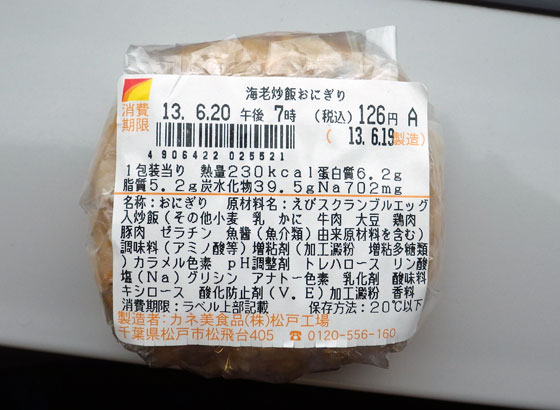 海老炒飯おにぎり
消費期限 13. 6.20 午後 7時 (税込) 126円 A
( 13. 6.19製造)
4906422 025521
1包装当り 熱量230kcal蛋白質6.2g
脂質5.2g炭水化物39.5gNa702mg
名称:おにぎり 原材料名:えびスクランブルエッグ
入炒飯(その他小麦 乳 かに 牛肉 大豆 鶏肉
豚肉 ゼラチン 魚醤(魚介類)由来原材料を含む)
調味料(アミノ酸等)増粘剤(加工澱粉 増粘多糖類
)カラメル色素 pH調整剤 トレハロース リン酸
塩(Na)グリシン アナトー色素 乳化剤 酸味料
キシロース 酸化防止剤(V.E)加工澱粉 香料
消費期限:ラベル上部記載 保存方法:20℃以下
製造者:カネ美食品(株)松戸工場
千葉県松戸市松飛台405 ☎0120-556-160